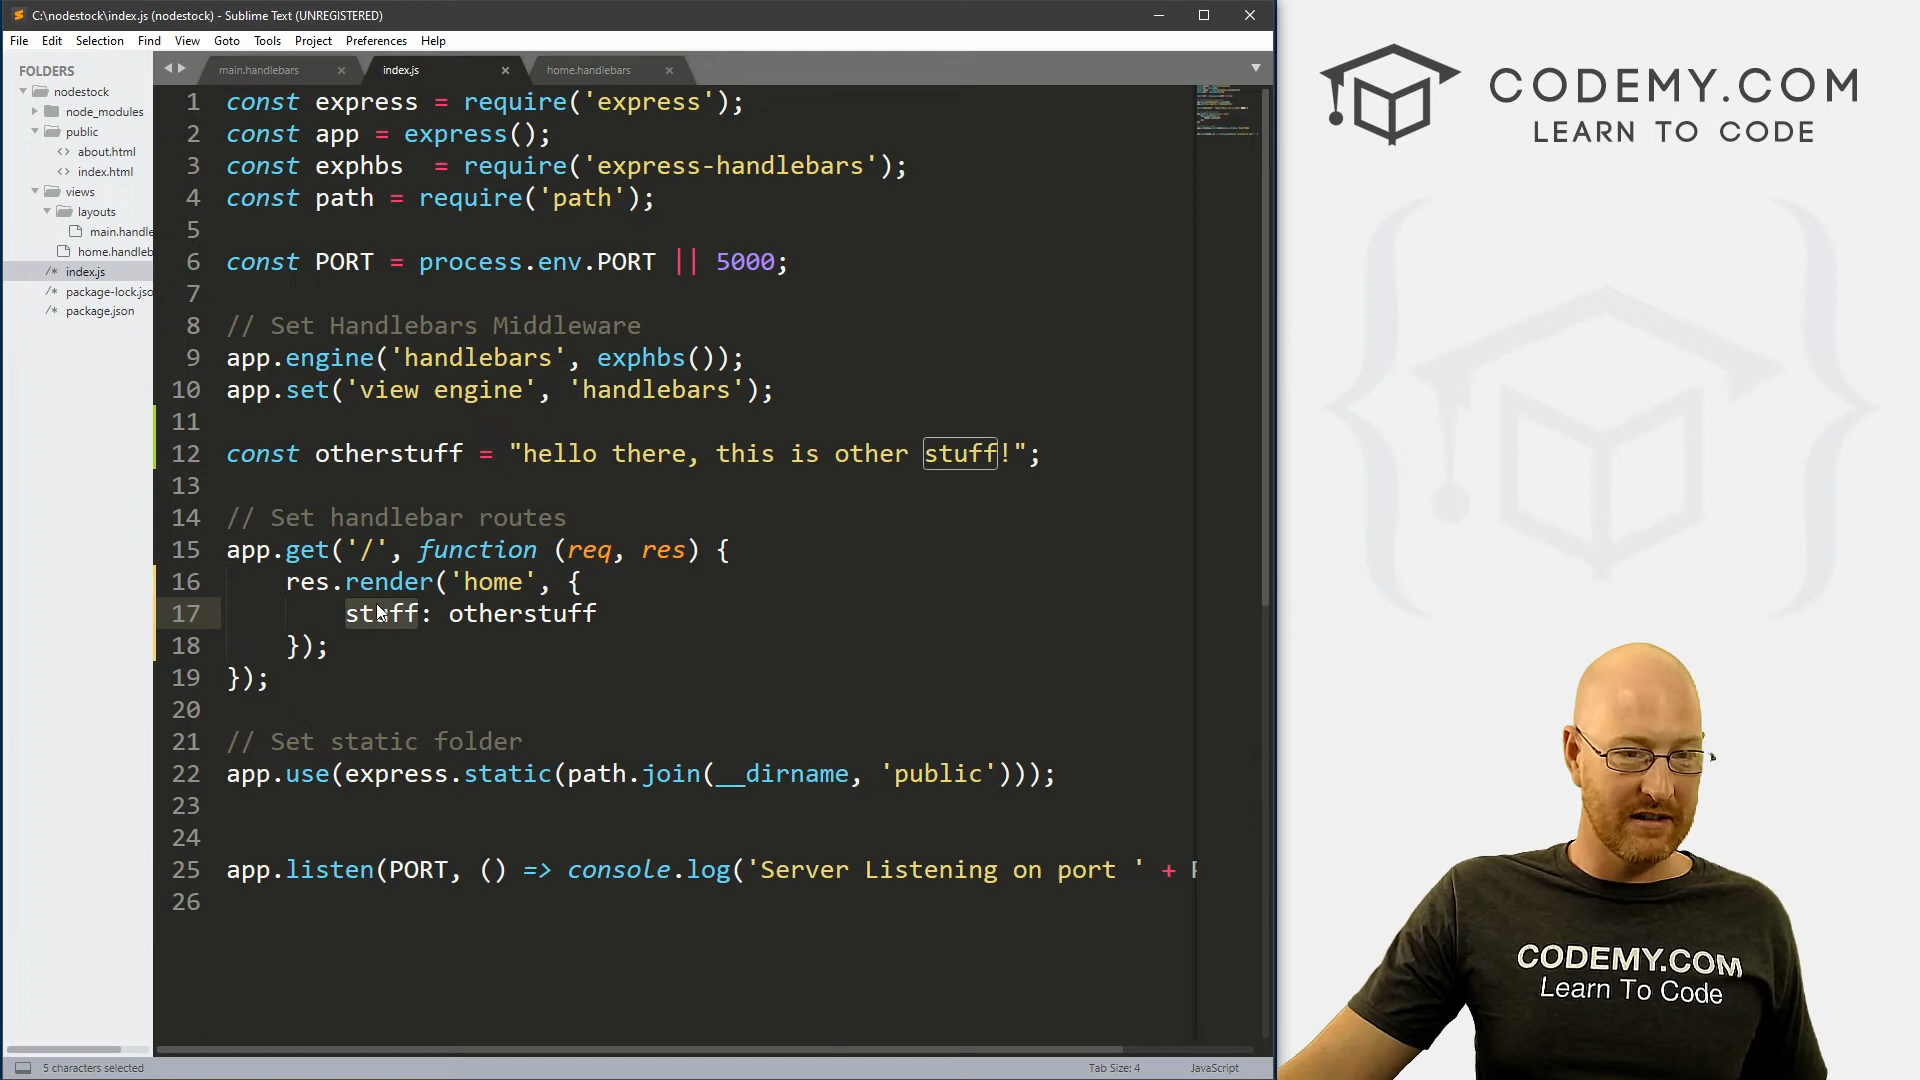 C:\nodestock\index.js (nodestock) - Sublime Text (UNREGISTERED)
File Edit Selection Find View Goto Tools Project Preferences Help
FOLDERS
nodestock
node_modules
public
about.html
index.html
views
layouts
main.handle
home.handleb
index.js
package-lock.jso
package.json
main.handlebars index.js home.handlebars
1 const express = require('express');
2 const app = express();
3 const exphbs  = require('express-handlebars');
4 const path = require('path');
5
6 const PORT = process.env.PORT || 5000;
7
8 // Set Handlebars Middleware
9 app.engine('handlebars', exphbs());
10 app.set('view engine', 'handlebars');
11
12 const otherstuff = "hello there, this is other stuff!";
13
14 // Set handlebar routes
15 app.get('/', function (req, res) {
16 res.render('home', {
17 stuff: otherstuff
18 });
19 });
20
21 // Set static folder
22 app.use(express.static(path.join(__dirname, 'public')));
23
24
25 app.listen(PORT, () => console.log('Server Listening on port ' +
26
5 characters selected
Tab Size: 4
JavaScript
CODEMY.COM
LEARN TO CODE
CODEMY.COM
Learn To Code